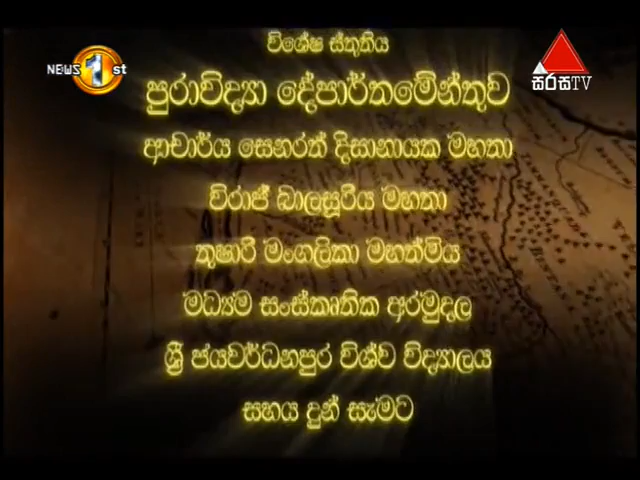 විශේෂ ස්තුතිය
NEWS 1st
සිරස TV
පුරාවිද්‍යා දේපාර්තමේන්තුව
ආචාර්ය සෙනරත් දිසානායක මහතා
විරාජ් බාලසූරිය මහතා
තුෂාරි මංගලිකා මහත්මිය
මධ්‍යම සංස්කෘතික අරමුදල
ශ්‍රී ජයවර්ධනපුර විශ්ව විද්‍යාලය
සහය දුන් සැමට